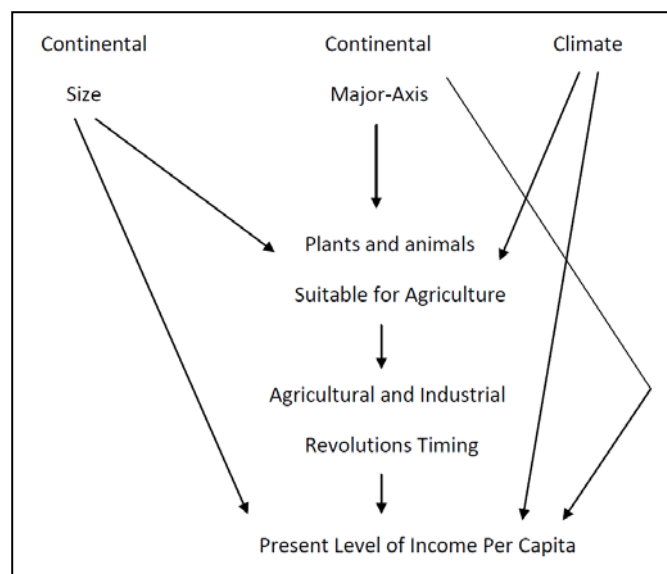 Continental
Continental
Climate
Size
Major-Axis
Plants and animals
Suitable for Agriculture
Agricultural and Industrial
Revolutions Timing
Present Level of Income Per Capita